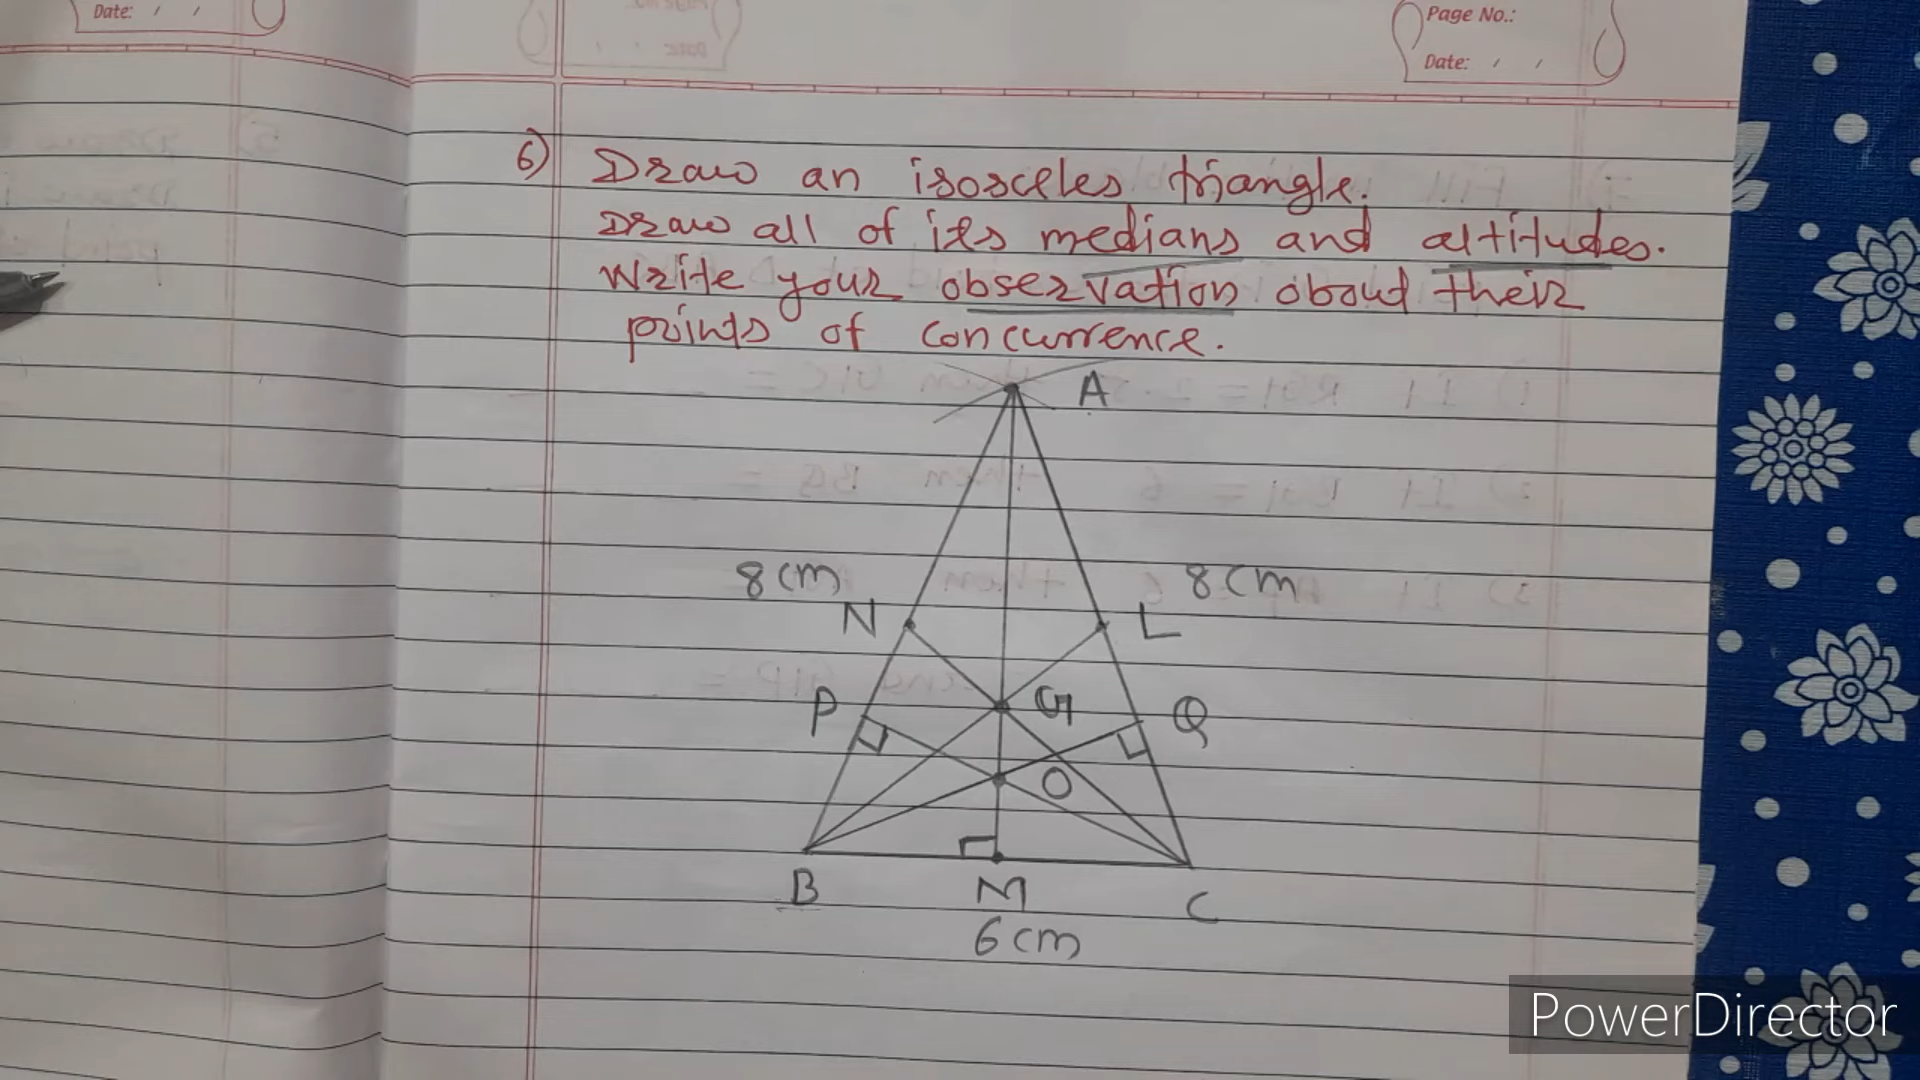 Date: / /
Page No.:
Date: / /
6) Draw an isosceles triangle.
Draw all of its medians and altitudes.
Write your observation obout their
points of concurrence.
A
8 cm
8 cm
N
L
P
G
Q
O
B
M
C
6 cm
PowerDirector